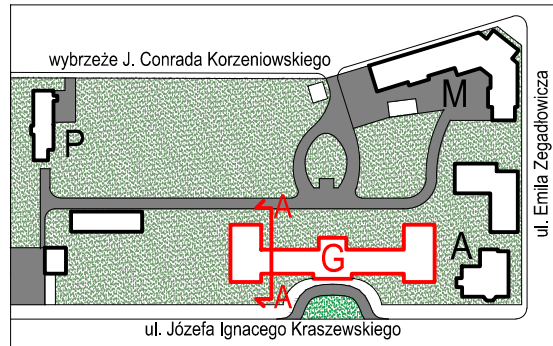 wybrzeże J. Conrada Korzeniowskiego
M
ul. Emila Zegadłowicza
P
A
A
G
A
ul. Józefa Ignacego Kraszewskiego